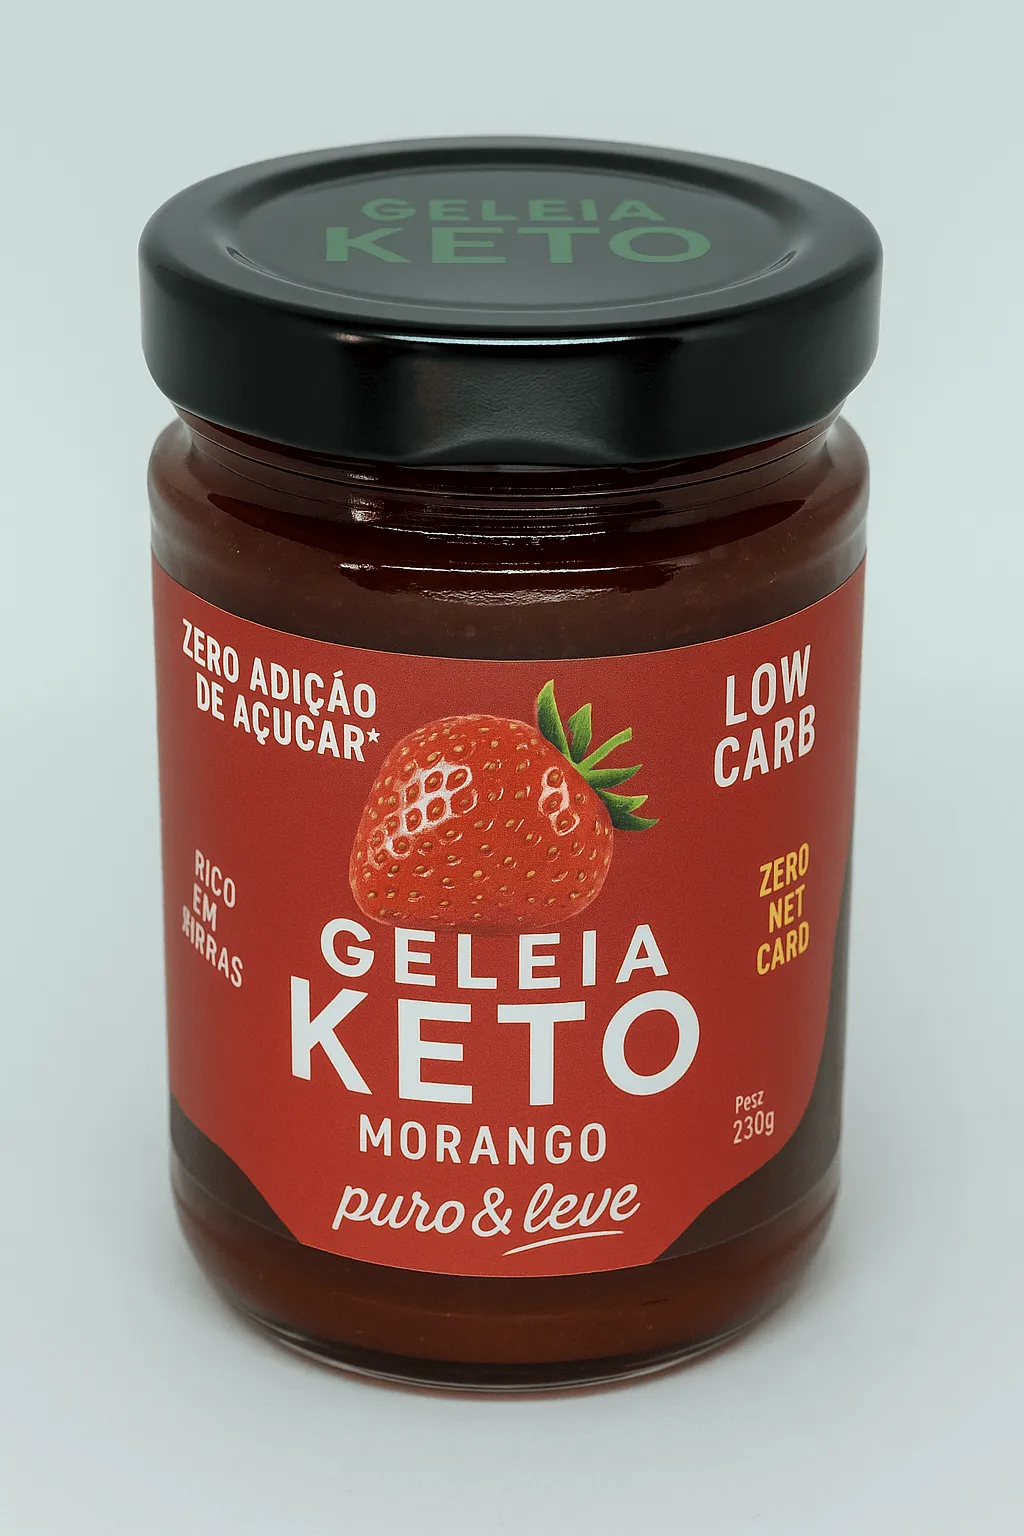 GELEIA
KETO
ZERO ADIÇÁO
DE AÇUCAR*
LOW
CARB
RICO
EM
ZERO
NET
CARD
GELEIA
KETO
MORANGO
Pesz
230g
puro & leve